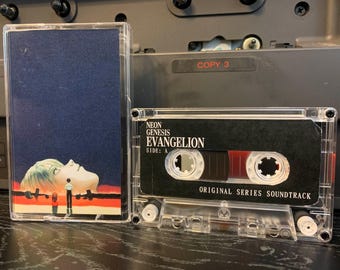 COPY 3
NEON
GENESIS
EVANGELION
SIDE: A
ORIGINAL SERIES SOUNDTRACK